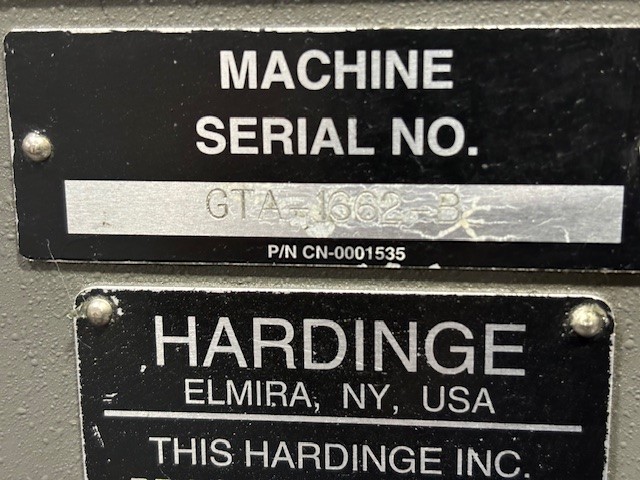 MACHINE
SERIAL NO.
GTA-1662-B
P/N CN-0001535
HARDINGE
ELMIRA, NY, USA
THIS HARDINGE INC.